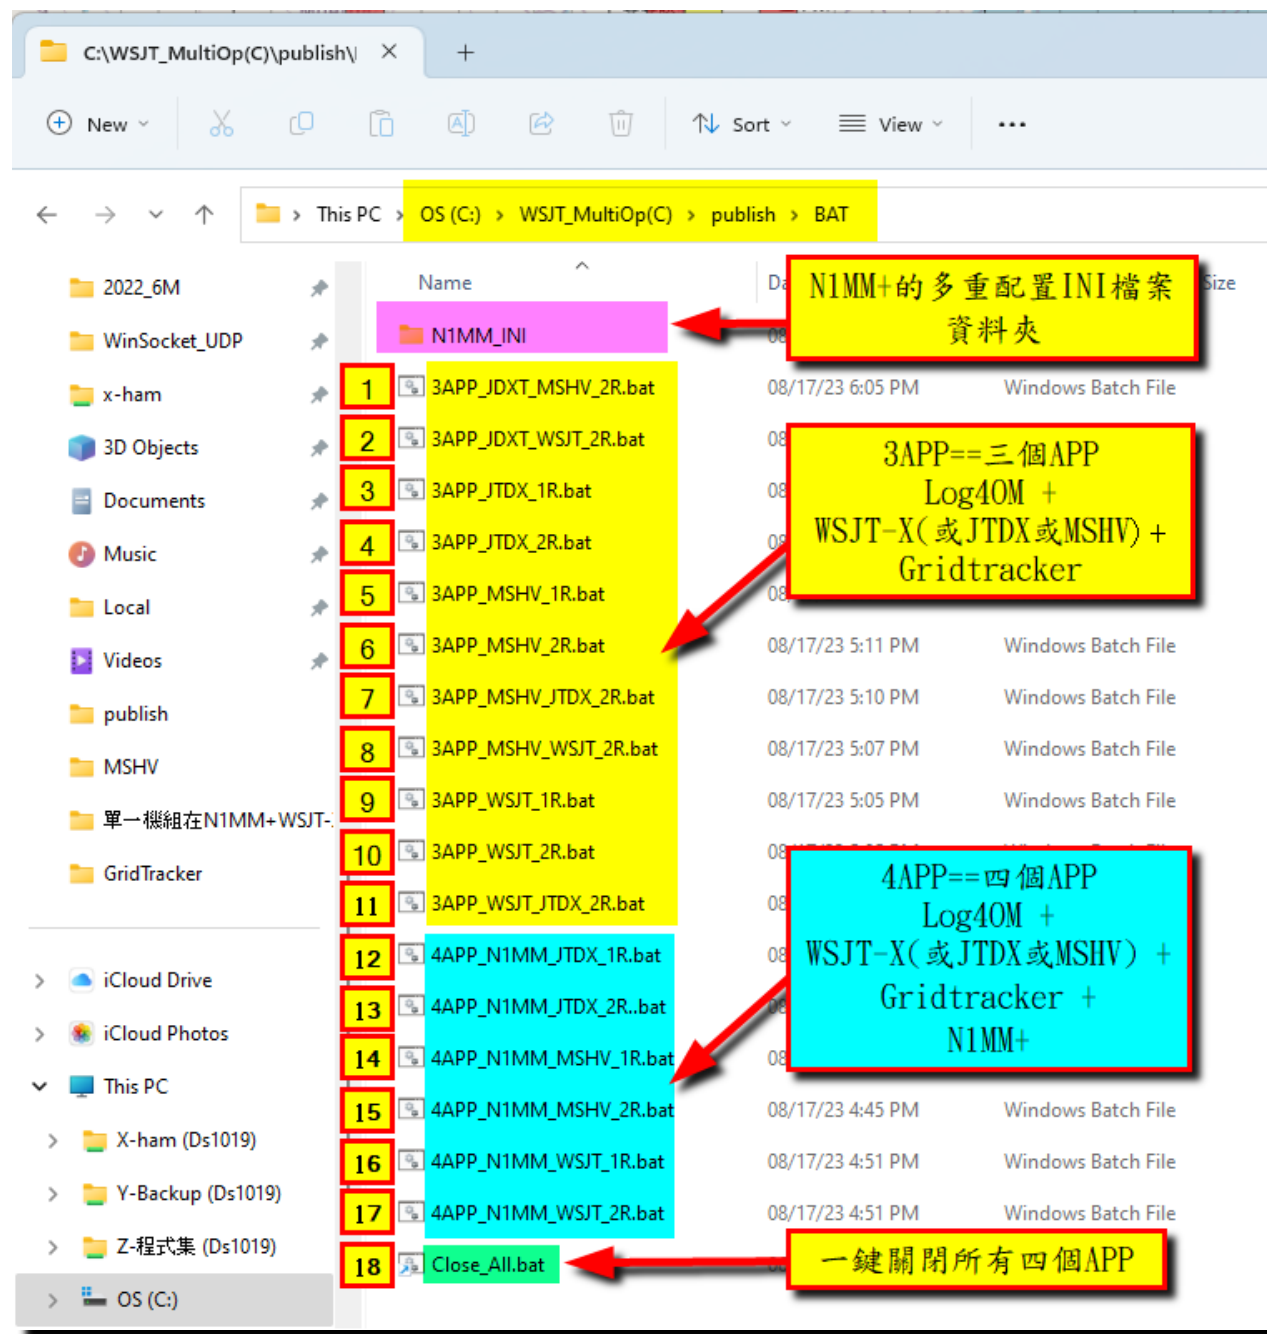 C:\WSJT_MultiOp(C)\publish\
New
Sort
View
This PC > OS (C:) > WSJT_MultiOp(C) > publish > BAT
2022_6M
WinSocket_UDP
x-ham
3D Objects
Documents
Music
Local
Videos
publish
MSHV
單一機組在N1MM+WSJT-
GridTracker
iCloud Drive
iCloud Photos
This PC
X-ham (Ds1019)
Y-Backup (Ds1019)
Z-程式集 (Ds1019)
OS (C:)
Name
Size
N1MM_INI
N1MM+的多重配置INI檔案
資料夾
1 3APP_JDXT_MSHV_2R.bat 08/17/23 6:05 PM Windows Batch File
2 3APP_JDXT_WSJT_2R.bat
3 3APP_JTDX_1R.bat
4 3APP_JTDX_2R.bat
5 3APP_MSHV_1R.bat
3APP==三個APP
Log4OM +
WSJT-X(或JTDX或MSHV)+
Gridtracker
6 3APP_MSHV_2R.bat 08/17/23 5:11 PM Windows Batch File
7 3APP_MSHV_JTDX_2R.bat 08/17/23 5:10 PM Windows Batch File
8 3APP_MSHV_WSJT_2R.bat 08/17/23 5:07 PM Windows Batch File
9 3APP_WSJT_1R.bat 08/17/23 5:05 PM Windows Batch File
10 3APP_WSJT_2R.bat
11 3APP_WSJT_JTDX_2R.bat
12 4APP_N1MM_JTDX_1R.bat
13 4APP_N1MM_JTDX_2R..bat
14 4APP_N1MM_MSHV_1R.bat
4APP==四個APP
Log4OM +
WSJT-X(或JTDX或MSHV) +
Gridtracker +
N1MM+
15 4APP_N1MM_MSHV_2R.bat 08/17/23 4:45 PM Windows Batch File
16 4APP_N1MM_WSJT_1R.bat 08/17/23 4:51 PM Windows Batch File
17 4APP_N1MM_WSJT_2R.bat 08/17/23 4:51 PM Windows Batch File
18 Close_All.bat
一鍵關閉所有四個APP